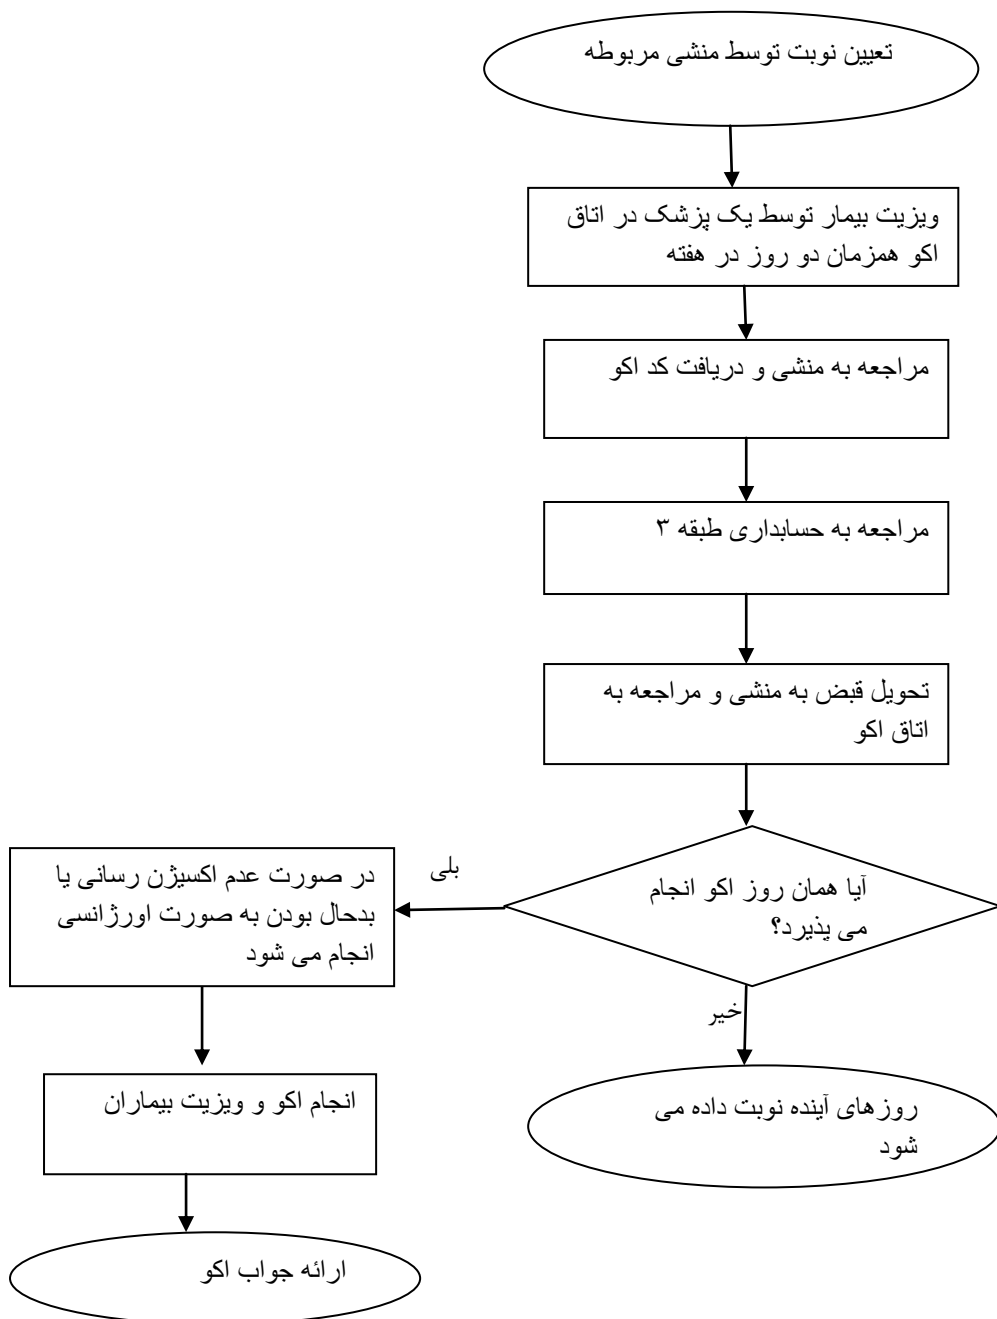 تعیین نوبت توسط منشی مربوطه
ویزیت بیمار توسط یک پزشک در اتاق
اکو همزمان دو روز در هفته
مراجعه به منشی و دریافت کد اکو
مراجعه به حسابداری طبقه ۳
تحویل قبض به منشی و مراجعه به
اتاق اکو
آیا همان روز اکو انجام
می پذیرد؟
بلی
در صورت عدم اکسیژن رسانی یا
بدحال بودن به صورت اورژانسی
انجام می شود
خیر
روزهای آینده نوبت داده می
شود
انجام اکو و ویزیت بیماران
ارائه جواب اکو